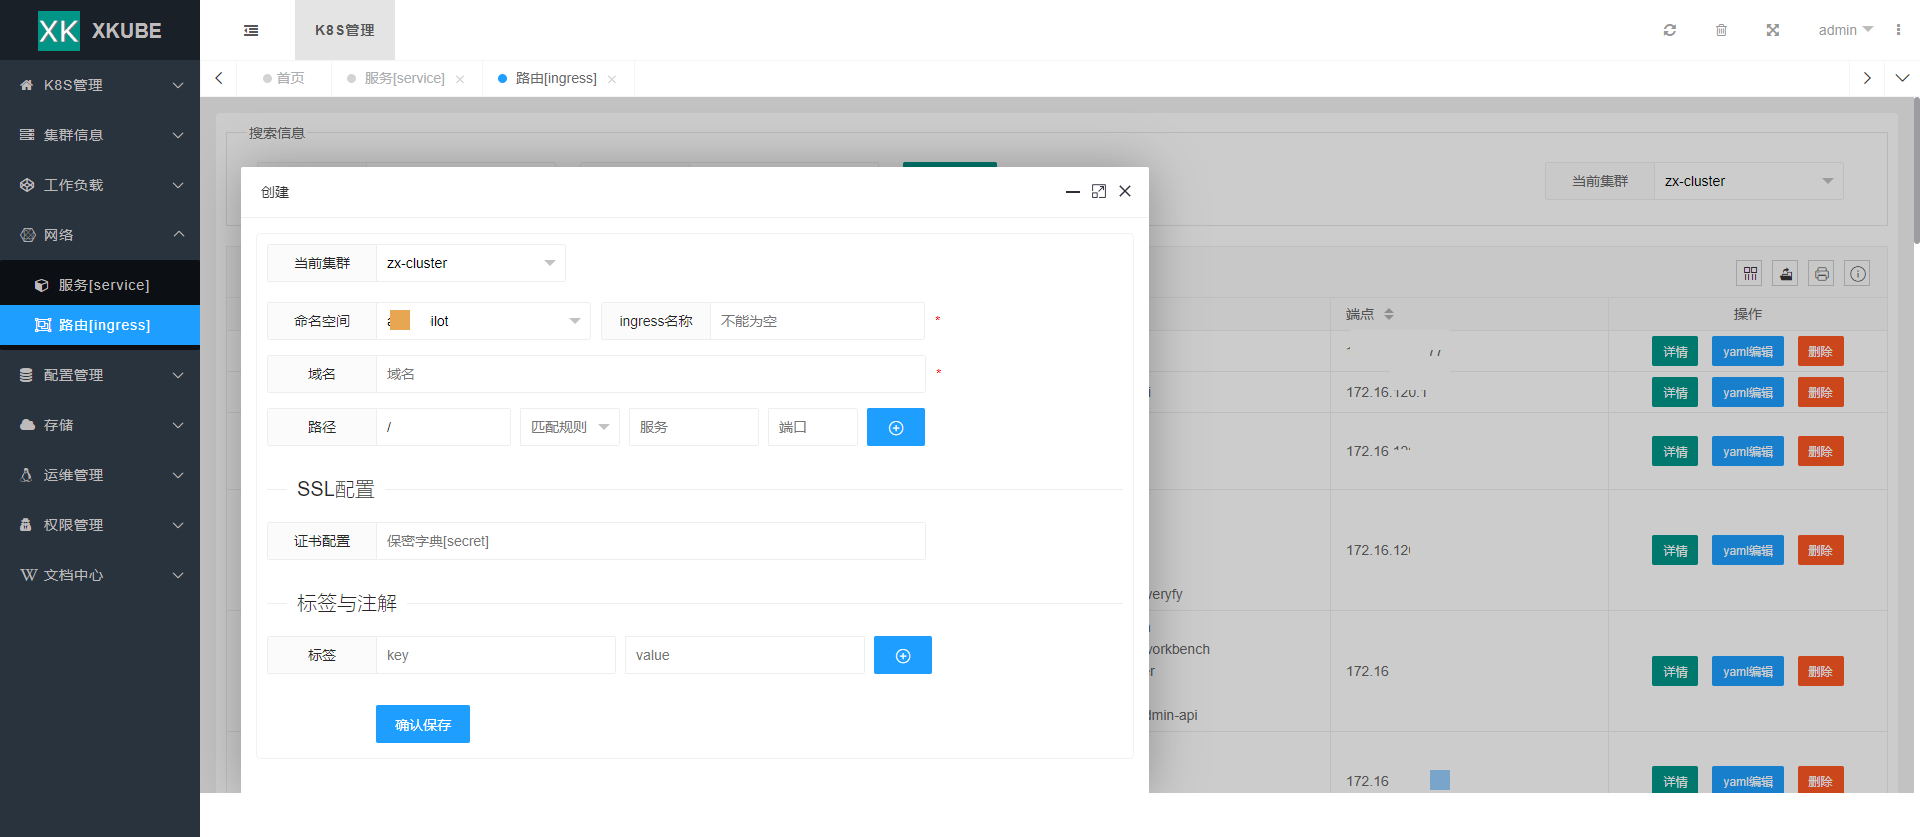 XK XKUBE
K8S管理
admin
首页
服务[service]
路由[ingress]
K8S管理
集群信息
工作负载
网络
服务[service]
路由[ingress]
配置管理
存储
运维管理
权限管理
文档中心
搜索信息
当前集群 zx-cluster
创建
当前集群 zx-cluster
命名空间 ilot ingress名称 不能为空 *
域名 域名 *
路径 / 匹配规则 服务 端口
SSL配置
证书配置 保密字典[secret]
标签与注解
标签 key value
确认保存
端点 操作
详情 yaml编辑 删除
172.16.120.1 详情 yaml编辑 删除
172.16 详情 yaml编辑 删除
172.16.12 详情 yaml编辑 删除
veryfy
vorkbench
172.16 详情 yaml编辑 删除
dmin-api
172.16 详情 yaml编辑 删除